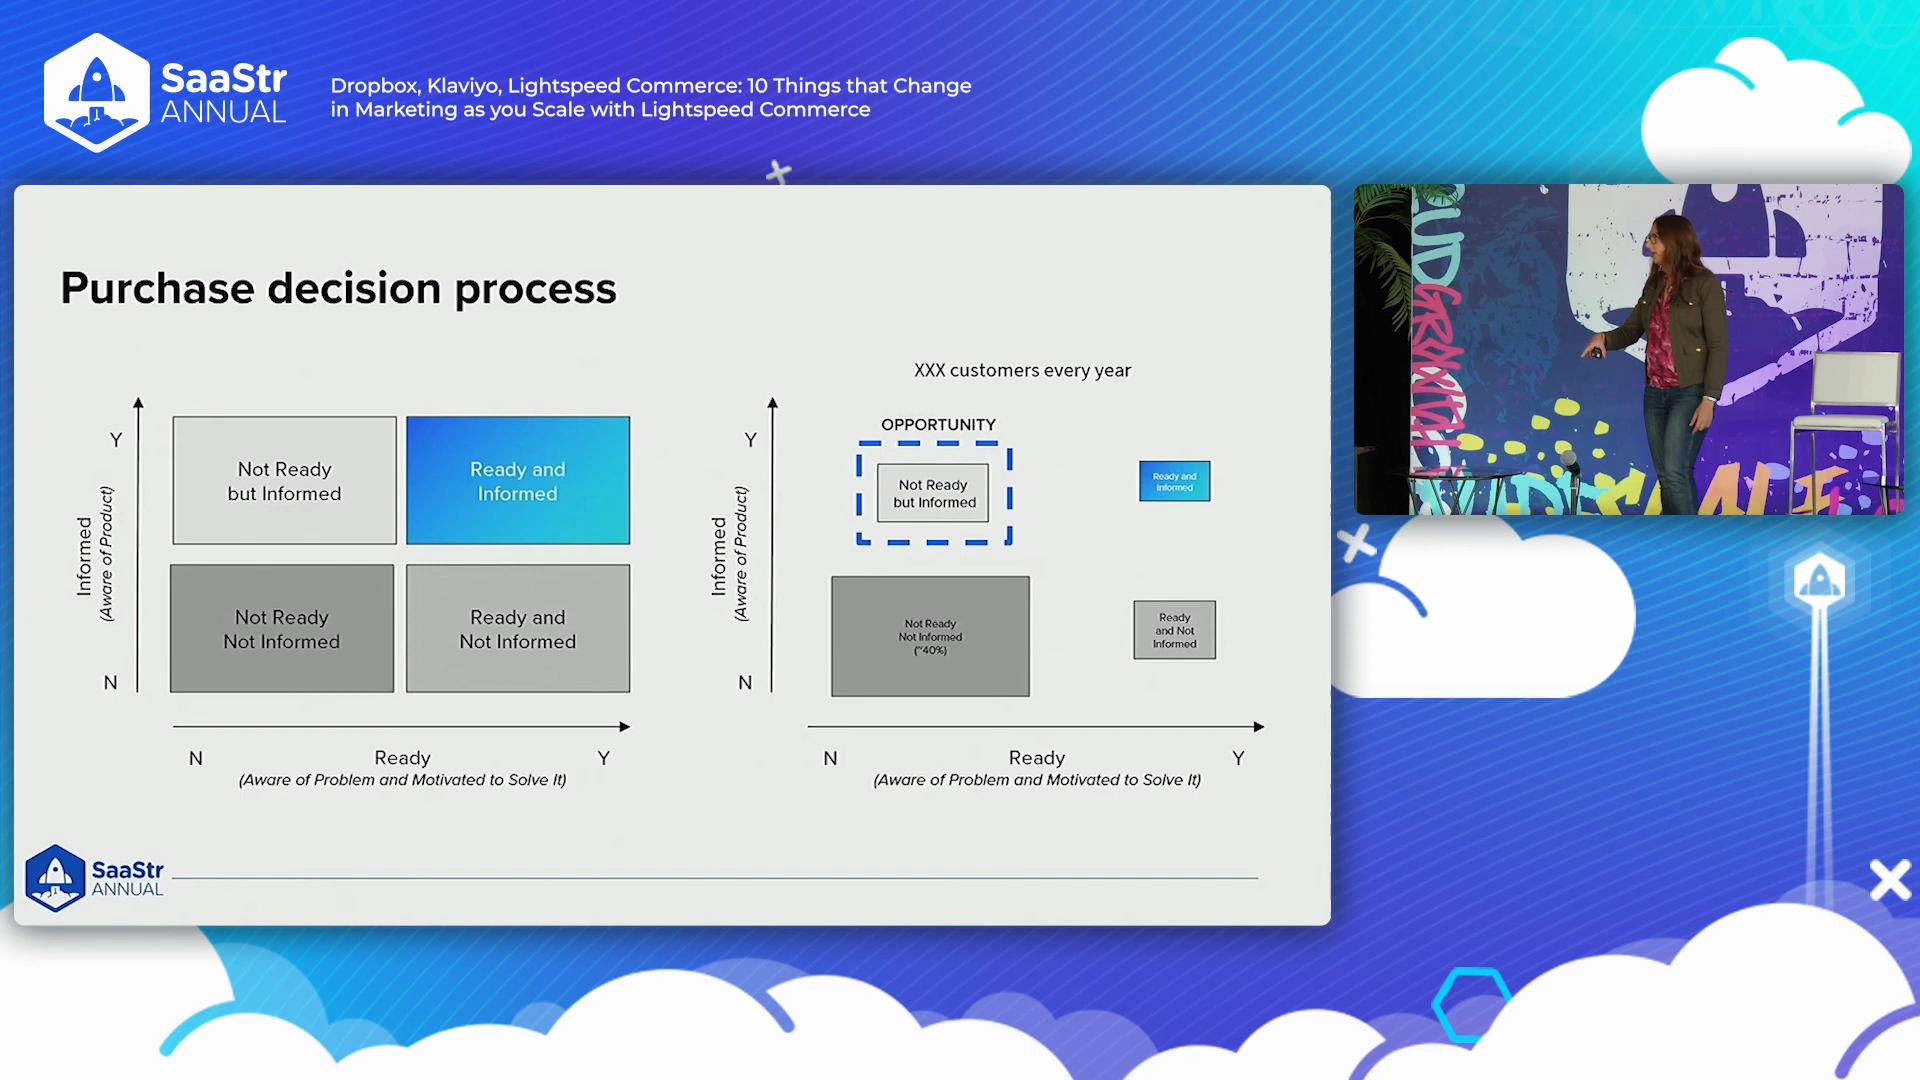 SaaStr
ANNUAL
Dropbox, Klaviyo, Lightspeed Commerce: 10 Things that Change
in Marketing as you Scale with Lightspeed Commerce
Purchase decision process
Y
Informed
(Aware of Product)
N
Not Ready
but Informed
Ready and
Informed
Not Ready
Not Informed
Ready and
Not Informed
N
Ready
Y
(Aware of Problem and Motivated to Solve It)
XXX customers every year
OPPORTUNITY
Y
Informed
(Aware of Product)
N
Not Ready
but Informed
Ready and
Informed
Not Ready
Not Informed
(~40%)
Ready
and Not
Informed
N
Ready
Y
(Aware of Problem and Motivated to Solve It)
SaaStr
ANNUAL